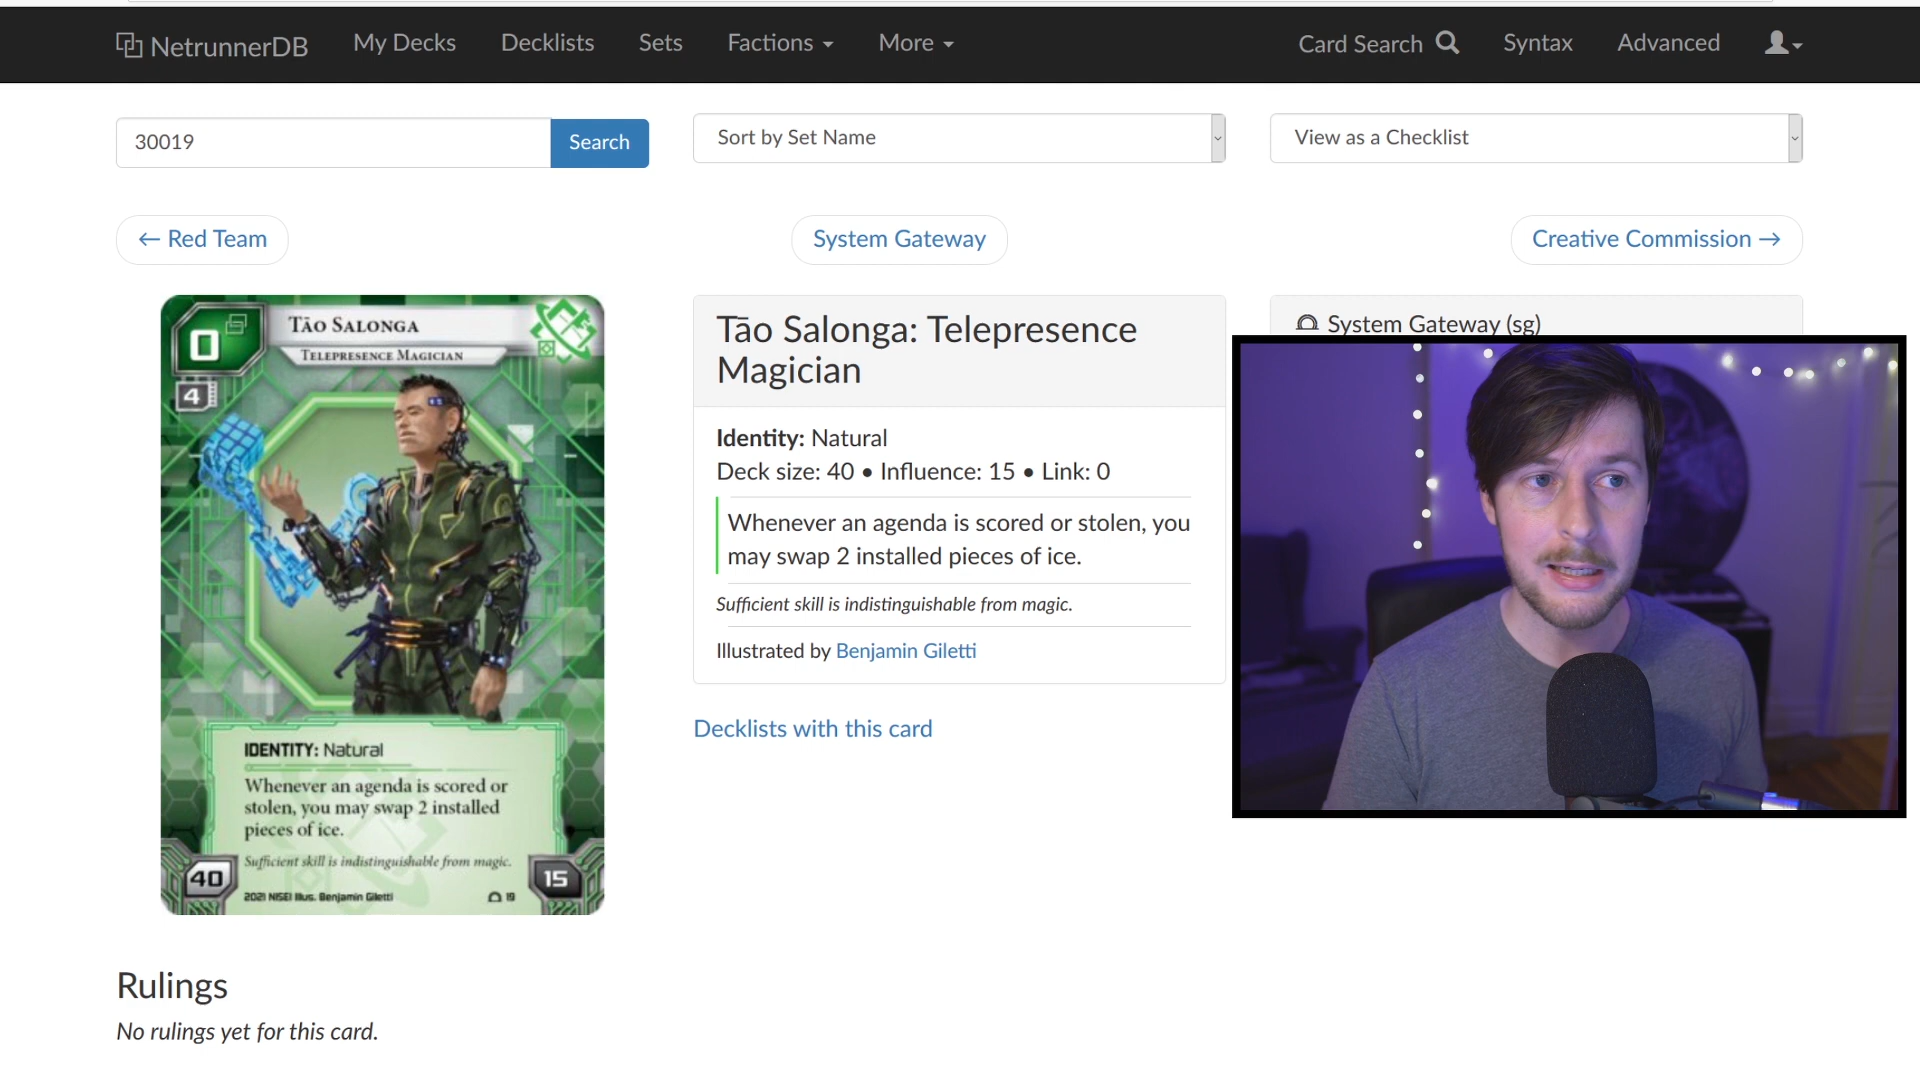 NetrunnerDB My Decks Decklists Sets Factions More Card Search Syntax Advanced
30019 Search Sort by Set Name View as a Checklist
← Red Team System Gateway Creative Commission →
0
TĀO SALONGA
TELEPRESENCE MAGICIAN
4
IDENTITY: Natural
Whenever an agenda is scored or
stolen, you may swap 2 installed
pieces of ice.
Sufficient skill is indistinguishable from magic.
40
15
2021 NISEI Illus. Benjamin Giletti 19
Tāo Salonga: Telepresence
Magician
Identity: Natural
Deck size: 40 • Influence: 15 • Link: 0
Whenever an agenda is scored or stolen, you
may swap 2 installed pieces of ice.
Sufficient skill is indistinguishable from magic.
Illustrated by Benjamin Giletti
Decklists with this card
System Gateway (sg)
Rulings
No rulings yet for this card.